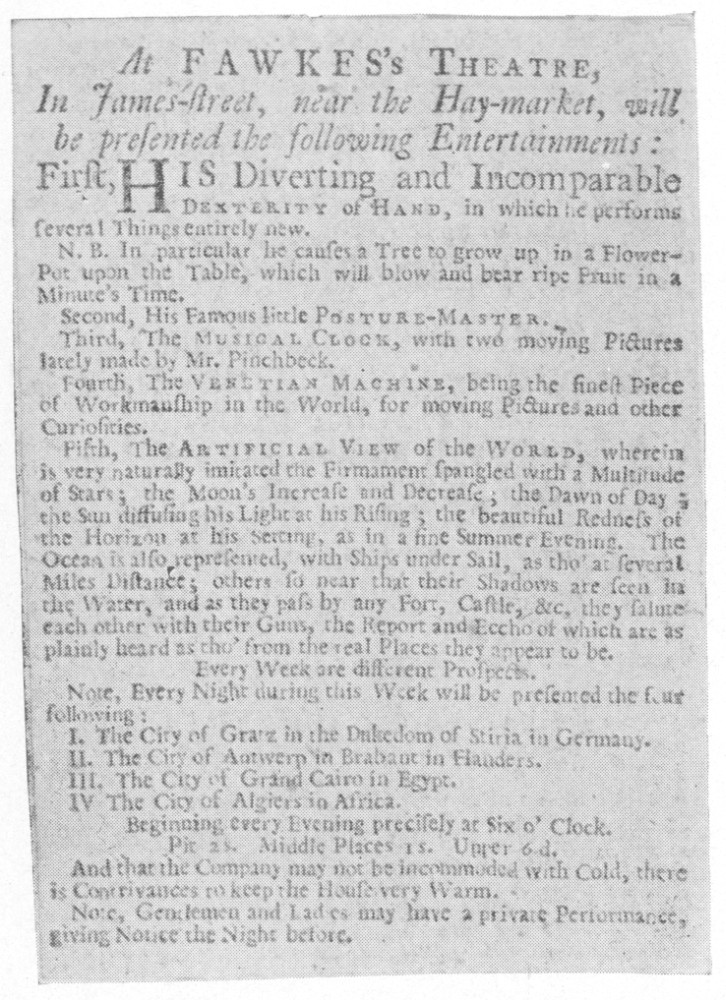 At FAWKES's THEATRE,
In James-ſtreet, near the Hay-market, will
be preſented the following Entertainments:
Firſt, HIS Diverting and Incomparable
DEXTERITY of HAND, in which he performs
ſeveral Things entirely new.
N. B. In particular he cauſes a Tree to grow up in a Flower-
Pot upon the Table, which will blow and bear ripe Fruit in a
Minute's Time.
Second, His Famous little POSTURE-MASTER.
Third, The MUSICAL CLOCK, with two moving Pictures
lately made by Mr. Pinchbeck.
Fourth, The VENETIAN MACHINE, being the fineſt Piece
of Workmanſhip in the World, for moving Pictures and other
Curioſities.
Fifth, The ARTIFICIAL VIEW of the WORLD, wherein
is very naturally imitated the Firmament ſpangled with a Multitude
of Stars; the Moon's Increaſe and Decreaſe; the Dawn of Day;
the Sun diffuſing his Light at his Riſing; the beautiful Redneſs of
the Horizon at his Setting, as in a fine Summer Evening. The
Ocean is alſo repreſented, with Ships under Sail, as tho' at ſeveral
Miles Diſtance; others ſo near that their Shadows are ſeen in
the Water, and as they paſs by any Fort, Caſtle, &c. they ſalute
each other with their Guns, the Report and Eccho of which are as
plainly heard as tho' from the real Places they appear to be.
Every Week are different Proſpects.
Note, Every Night during this Week will be preſented the four
following:
I. The City of Gratz in the Dukedom of Stiria in Germany.
II. The City of Antwerp in Brabant in Flanders.
III. The City of Grand Cairo in Egypt.
IV The City of Algiers in Africa.
Beginning every Evening preciſely at Six o' Clock.
Pit 2s. Middle Places 1s. Upper 6d.
And that the Company may not be incommoded with Cold, there
is Contrivances to keep the Houſe very Warm.
Note, Gentlemen and Ladies may have a private Performance,
giving Notice the Night before.